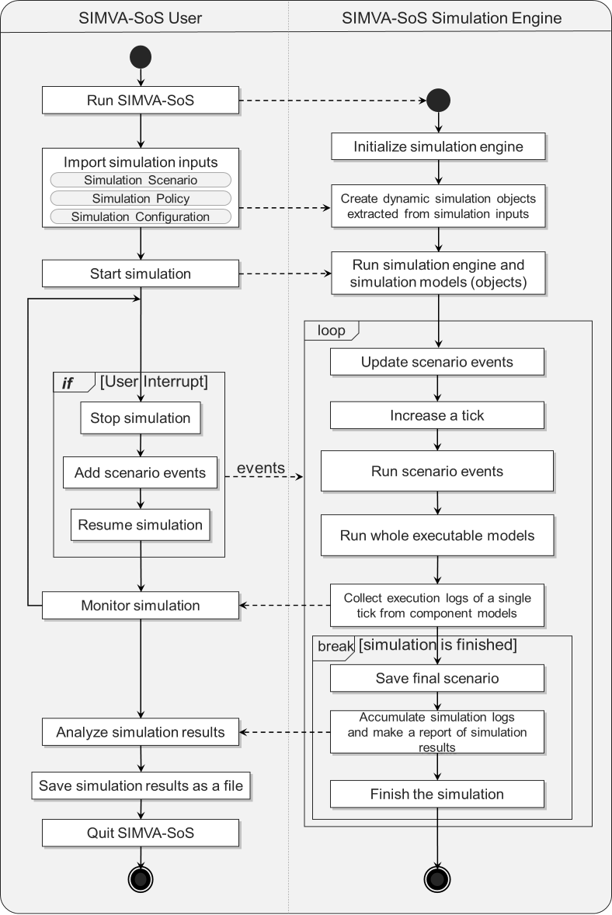 SIMVA-SoS User
SIMVA-SoS Simulation Engine
Run SIMVA-SoS
Import simulation inputs
Simulation Scenario
Simulation Policy
Simulation Configuration
Start simulation
if
[User Interrupt]
Stop simulation
Add scenario events
Resume simulation
events
Monitor simulation
Analyze simulation results
Save simulation results as a file
Quit SIMVA-SoS
Initialize simulation engine
Create dynamic simulation objects
extracted from simulation inputs
Run simulation engine and
simulation models (objects)
loop
Update scenario events
Increase a tick
Run scenario events
Run whole executable models
Collect execution logs of a single
tick from component models
break
[simulation is finished]
Save final scenario
Accumulate simulation logs
and make a report of simulation
results
Finish the simulation